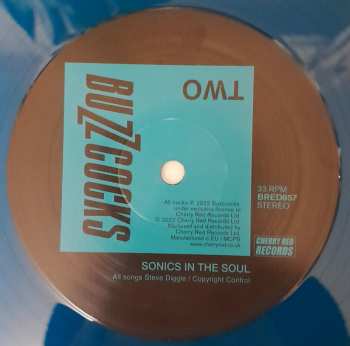 BUZZCOCKS
TWO
33 RPM
BRED857
STEREO
All tracks ℗ 2022 Buzzcocks
under exclusive license to
Cherry Red Records Ltd.
© 2022 Cherry Red Records Ltd.
Marketed and distributed by
Cherry Red Records Ltd.
Manufactured in EU / MCPS
www.cherryred.co.uk
CHERRY RED
RECORDS
SONICS IN THE SOUL
All songs Steve Diggle / Copyright Control